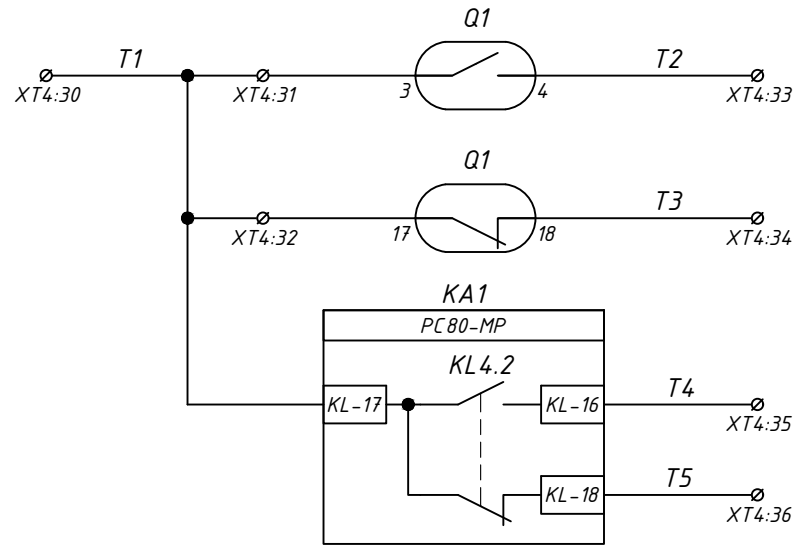 Q1
T1
T2
XT4:30
XT4:31
3
4
XT4:33
Q1
T3
XT4:32
17
18
XT4:34
KA1
РС80-МР
KL4.2
KL-17
KL-16
T4
XT4:35
KL-18
T5
XT4:36